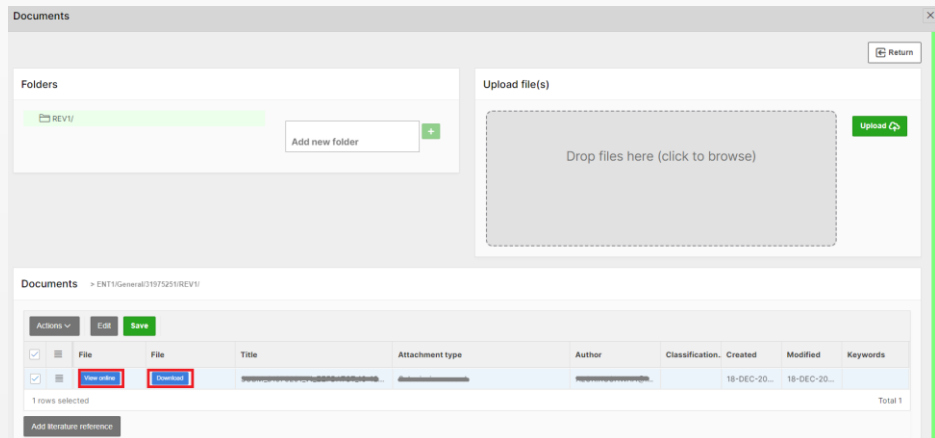 Documents
Return
Folders
Upload file(s)
REV1/
Add new folder
+
Drop files here (click to browse)
Upload
Documents > ENT1/General/31975251/REV1/
Actions Edit Save
File File Title Attachment type Author Classification. Created Modified Keywords
View online Download 18-DEC-20... 18-DEC-20...
1 rows selected Total 1
Add literature reference